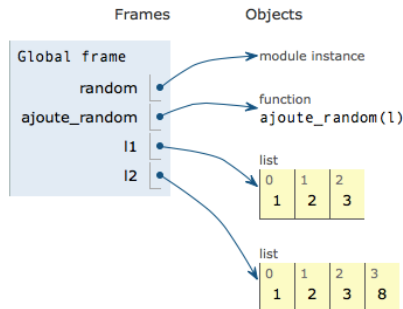 Frames Objects
Global frame
module instance
random
function
ajoute_random
ajoute_random(l)
l1
list
0 1 2
1 2 3
l2
list
0 1 2 3
1 2 3 8